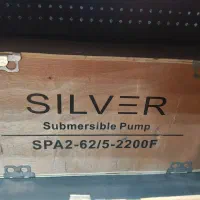 SILVER
Submersible Pump
SPA2-62/5-2200F